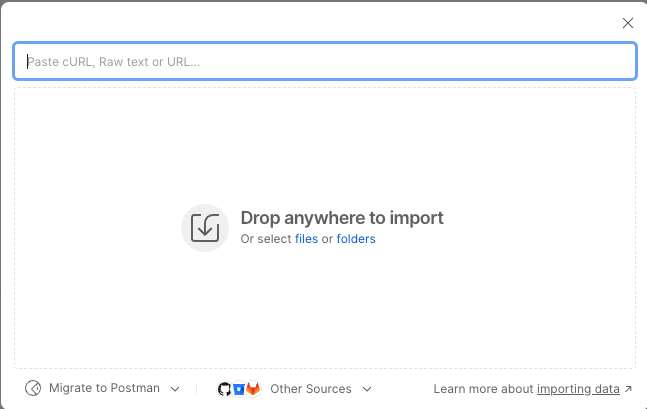 Paste cURL, Raw text or URL...
Drop anywhere to import
Or select files or folders
Migrate to Postman
Other Sources
Learn more about importing data